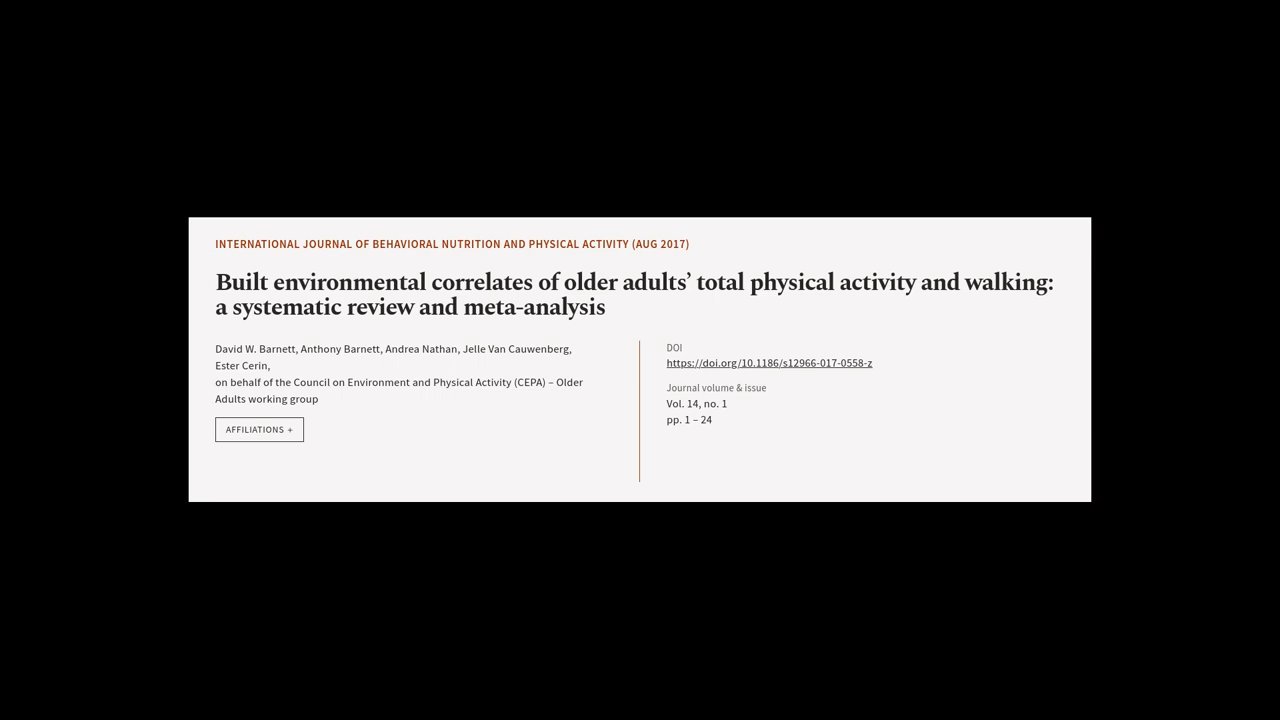 INTERNATIONAL JOURNAL OF BEHAVIORAL NUTRITION AND PHYSICAL ACTIVITY (AUG 2017)
Built environmental correlates of older adults’ total physical activity and walking:
a systematic review and meta-analysis
David W. Barnett, Anthony Barnett, Andrea Nathan, Jelle Van Cauwenberg,
Ester Cerin,
on behalf of the Council on Environment and Physical Activity (CEPA) – Older
Adults working group
AFFILIATIONS +
DOI
https://doi.org/10.1186/s12966-017-0558-z
Journal volume & issue
Vol. 14, no. 1
pp. 1 – 24